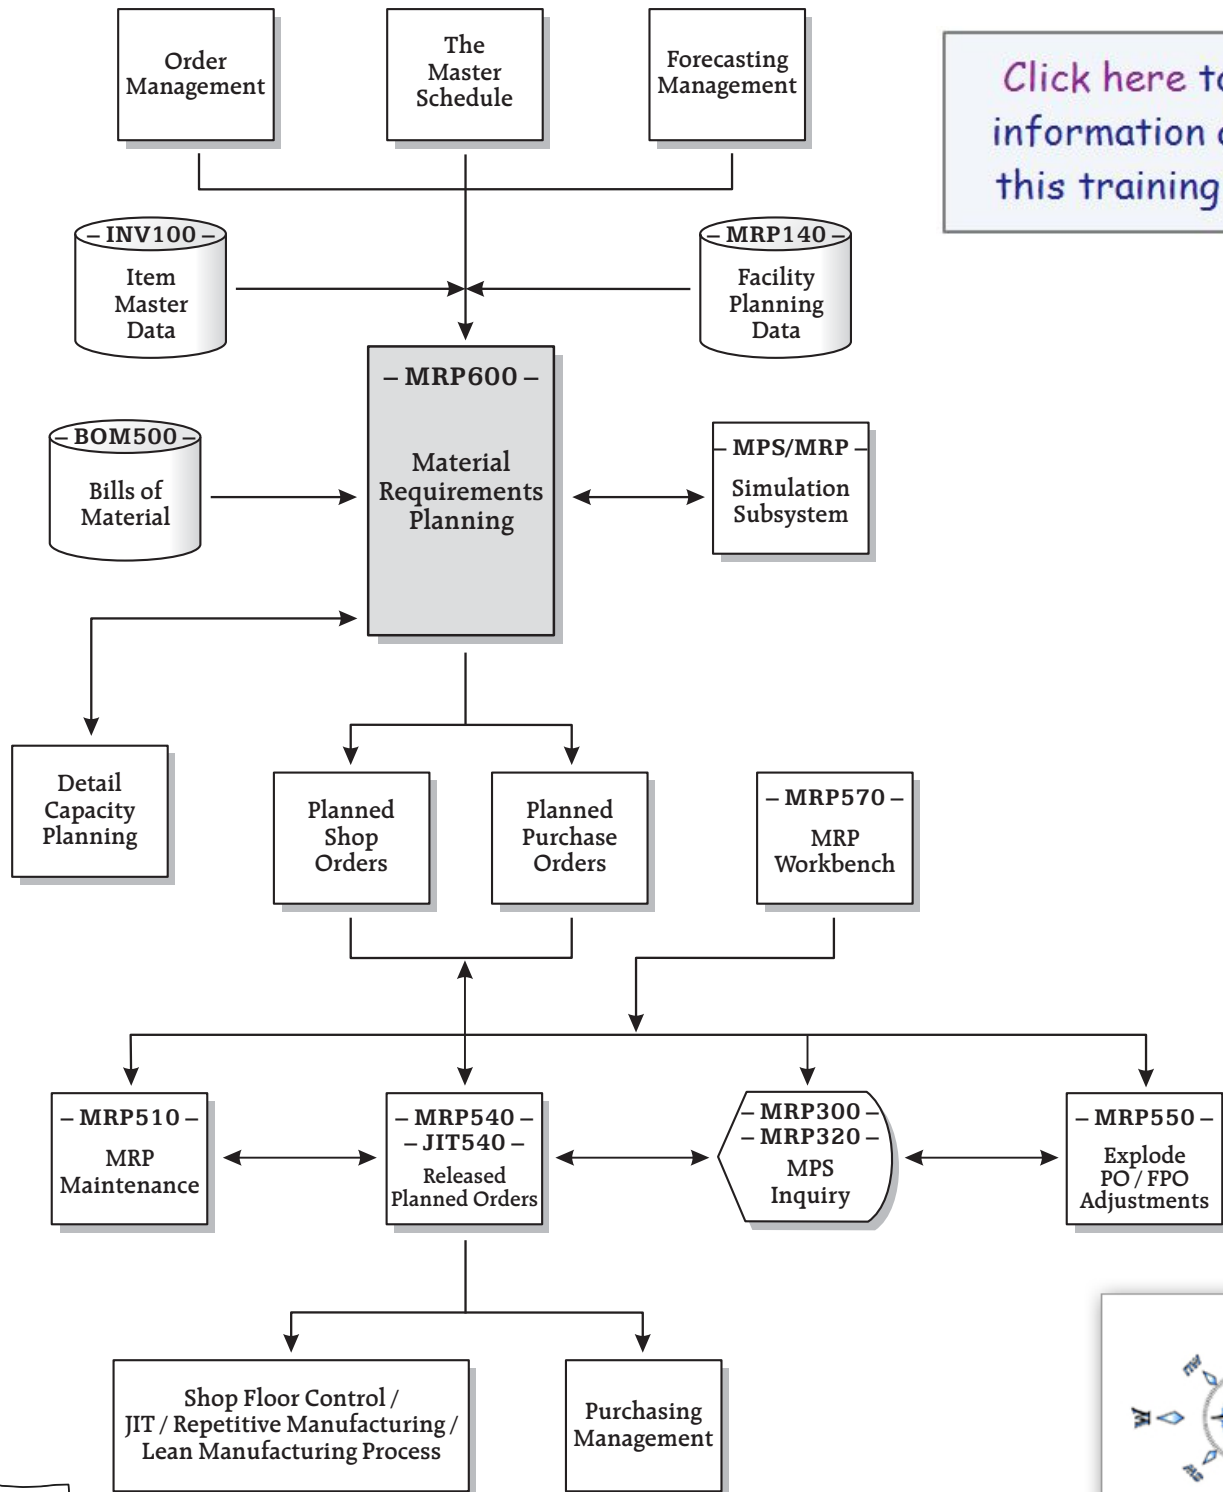 Order
Management
The
Master
Schedule
Forecasting
Management
Click here
information
this training
– INV100 –
Item
Master
Data
– MRP140 –
Facility
Planning
Data
– MRP600 –
Material
Requirements
Planning
– BOM500 –
Bills of
Material
– MPS/MRP –
Simulation
Subsystem
Detail
Capacity
Planning
Planned
Shop
Orders
Planned
Purchase
Orders
– MRP570 –
MRP
Workbench
– MRP510 –
MRP
Maintenance
– MRP540 –
– JIT540 –
Released
Planned Orders
– MRP300 –
– MRP320 –
MPS
Inquiry
– MRP550 –
Explode
PO / FPO
Adjustments
Shop Floor Control /
JIT / Repetitive Manufacturing /
Lean Manufacturing Process
Purchasing
Management
NW
W
SW